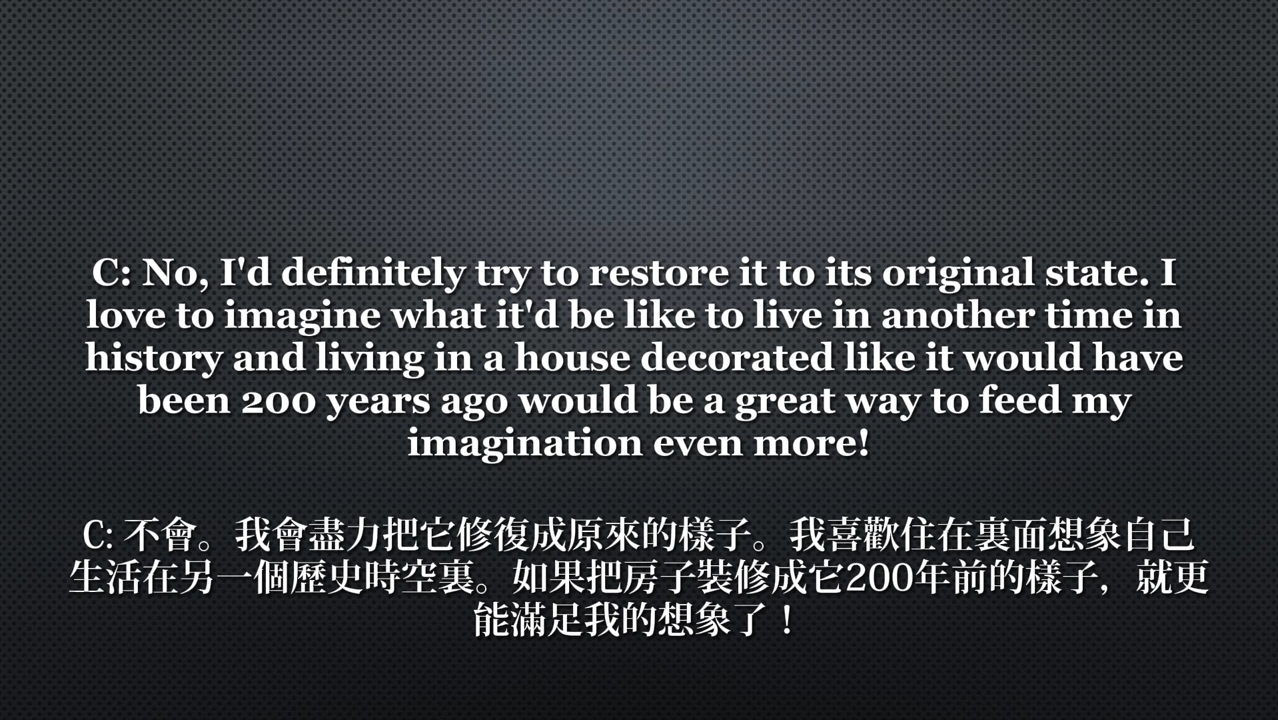 C: No, I'd definitely try to restore it to its original state. I
love to imagine what it'd be like to live in another time in
history and living in a house decorated like it would have
been 200 years ago would be a great way to feed my
imagination even more!
C: 不會。我會盡力把它修復成原來的樣子。我喜歡住在裏面想象自己
生活在另一個歷史時空裏。如果把房子裝修成它200年前的樣子，就更
能滿足我的想象了！